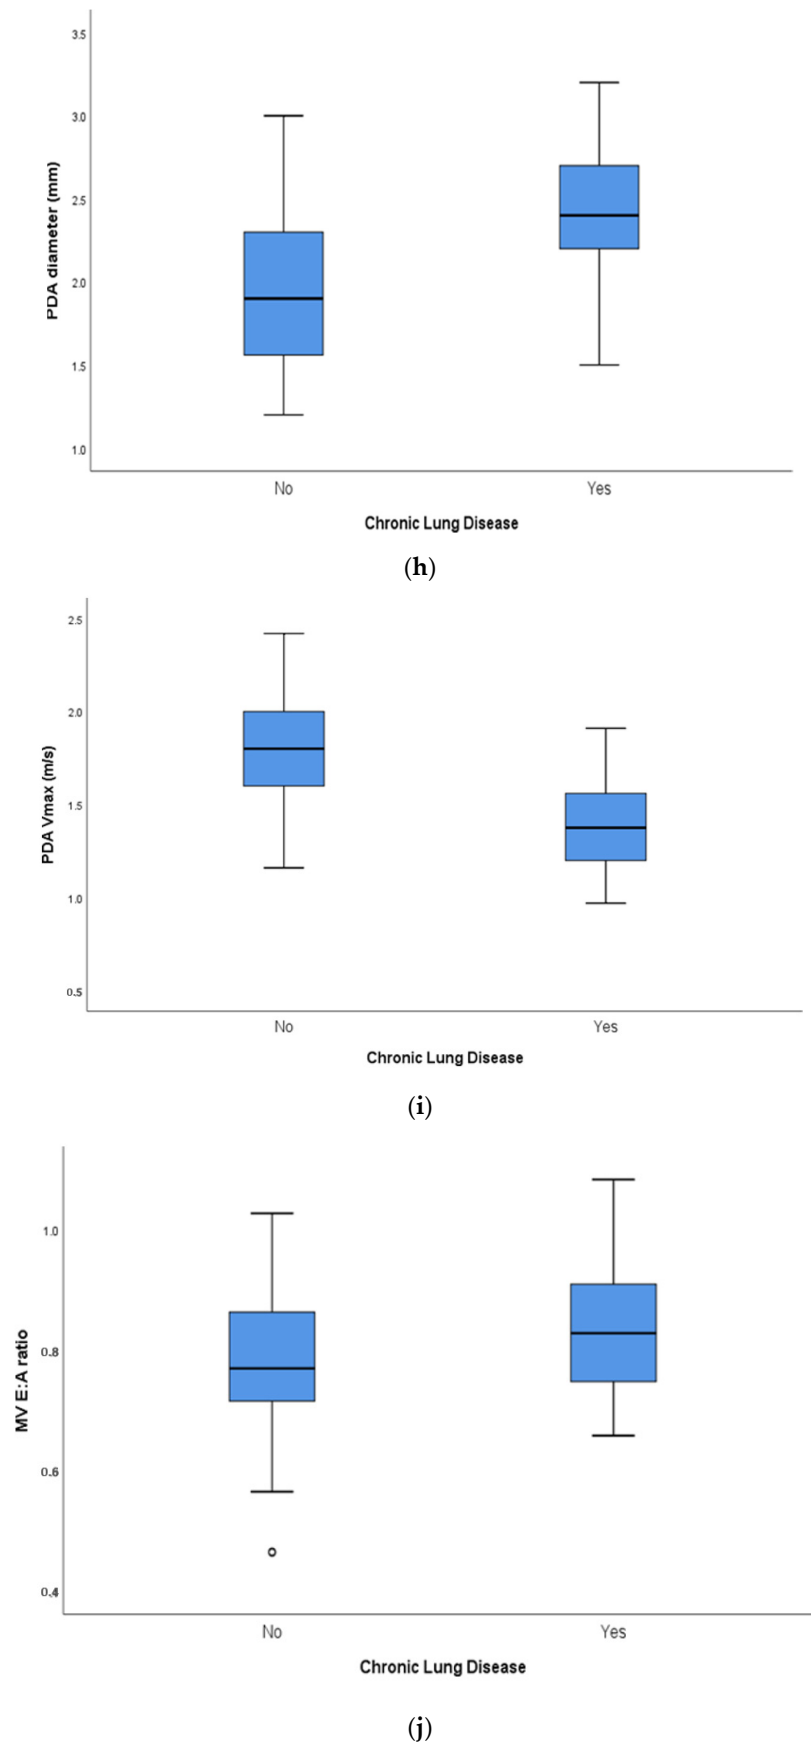 3.5
3.0
2.5
2.0
1.5
1.0
PDA diameter (mm)
No Yes
Chronic Lung Disease
(h)
2.5
2.0
1.5
1.0
0.5
PDA Vmax (m/s)
No Yes
Chronic Lung Disease
(i)
1.0
0.8
0.6
0.4
MV E:A ratio
No Yes
Chronic Lung Disease
(j)